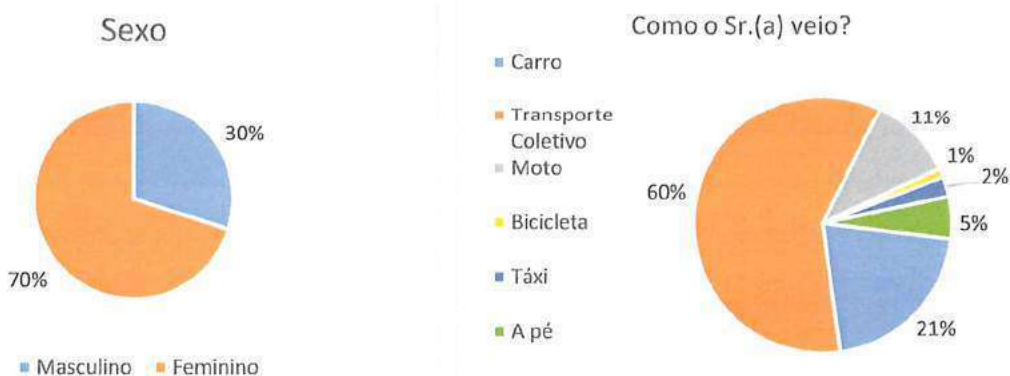 Sexo
30%
70%
Masculino Feminino
Como o Sr.(a) veio?
Carro
Transporte
Coletivo
Moto
Bicicleta
Táxi
A pé
11%
1%
2%
5%
21%
60%